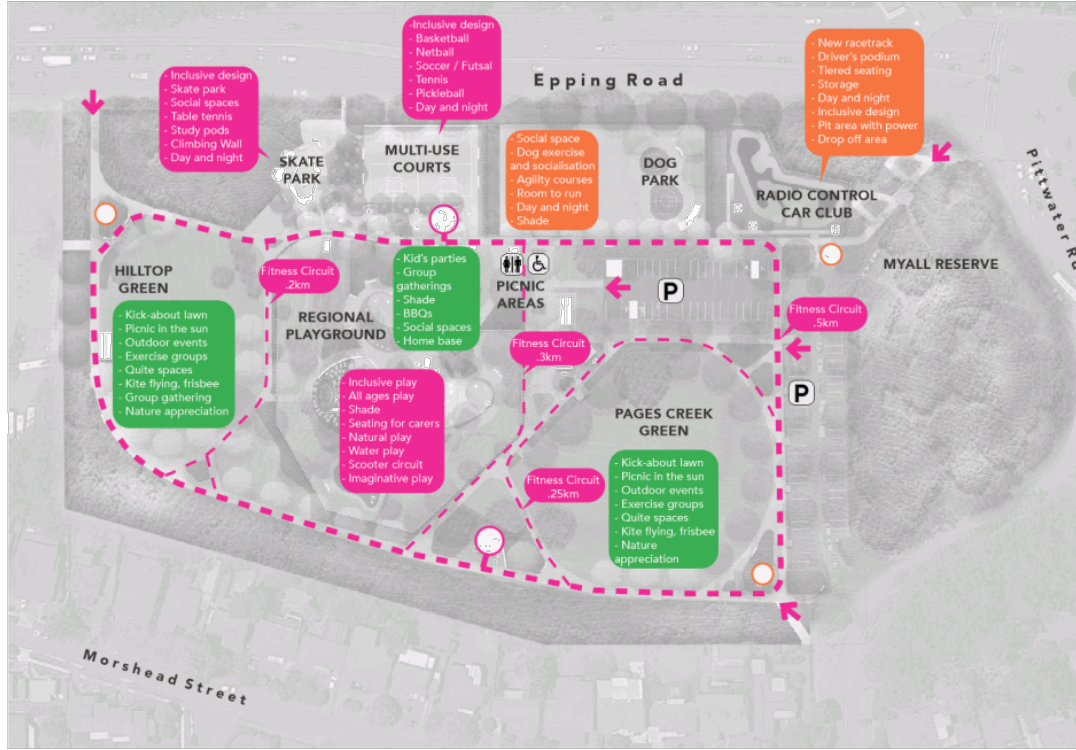 Epping Road
-Inclusive design
- Basketball
- Netball
- Soccer / Futsal
- Tennis
- Pickleball
- Day and night
- New racetrack
- Driver's podium
- Tiered seating
- Storage
- Day and night
- Inclusive design
- Pit area with power
- Drop off area
- Inclusive design
- Skate park
- Social spaces
- Table tennis
- Study pods
- Climbing Wall
- Day and night
SKATE
PARK
MULTI-USE
COURTS
- Social space
- Dog exercise
and socialisation
- Agility courses
- Room to run
- Day and night
- Shade
DOG
PARK
RADIO CONTROL
CAR CLUB
Pittwater
MYALL RESERVE
HILLTOP
GREEN
- Kick-about lawn
- Picnic in the sun
- Outdoor events
- Exercise groups
- Quite spaces
- Kite flying, frisbee
- Group gathering
- Nature appreciation
Fitness Circuit
.2km
REGIONAL
PLAYGROUND
- Kid's parties
- Group
gatherings
- Shade
- BBQs
- Social spaces
- Home base
PICNIC
AREAS
P
Fitness Circuit
.5km
Fitness Circuit
.3km
P
- Inclusive play
- All ages play
- Shade
- Seating for carers
- Natural play
- Water play
- Scooter circuit
- Imaginative play
PAGES CREEK
GREEN
- Kick-about lawn
- Picnic in the sun
- Outdoor events
- Exercise groups
- Quite spaces
- Kite flying, frisbee
- Nature
appreciation
Fitness Circuit
.25km
Morshead Street